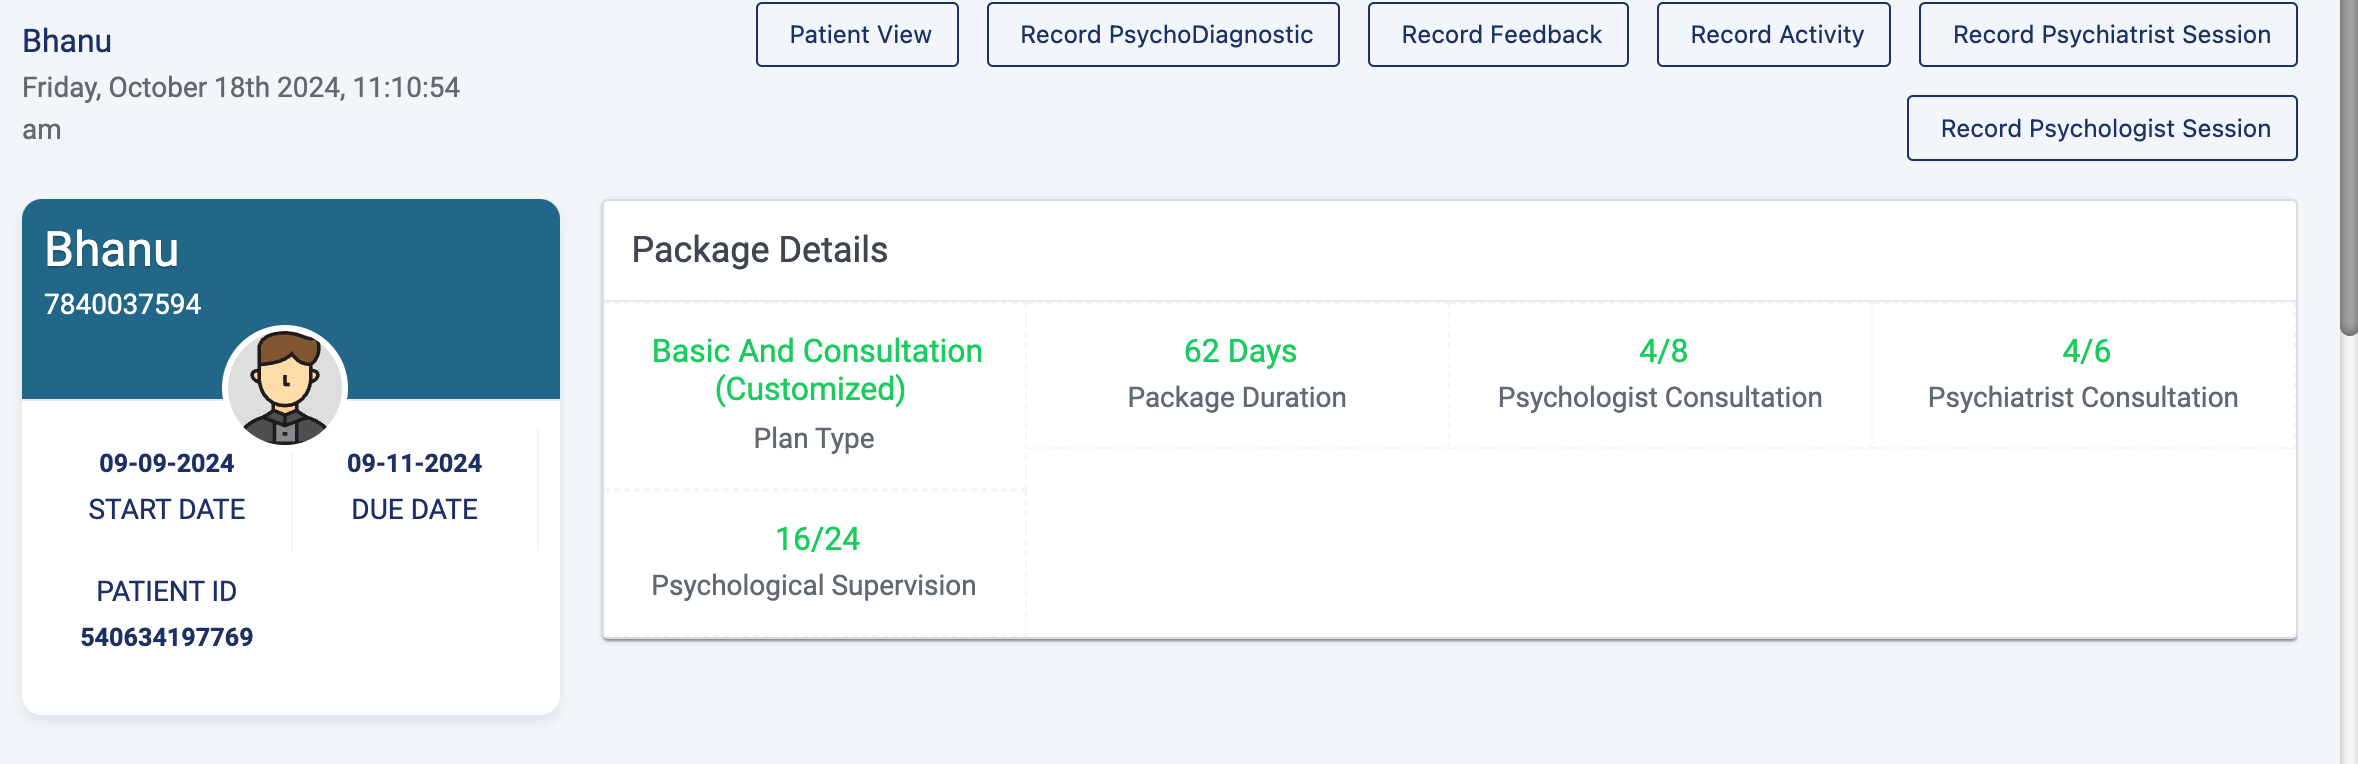 Bhanu
Friday, October 18th 2024, 11:10:54
am
Patient View
Record PsychoDiagnostic
Record Feedback
Record Activity
Record Psychiatrist Session
Record Psychologist Session
Bhanu
7840037594
09-09-2024
START DATE
09-11-2024
DUE DATE
PATIENT ID
540634197769
Package Details
Basic And Consultation
(Customized)
Plan Type
62 Days
Package Duration
4/8
Psychologist Consultation
4/6
Psychiatrist Consultation
16/24
Psychological Supervision